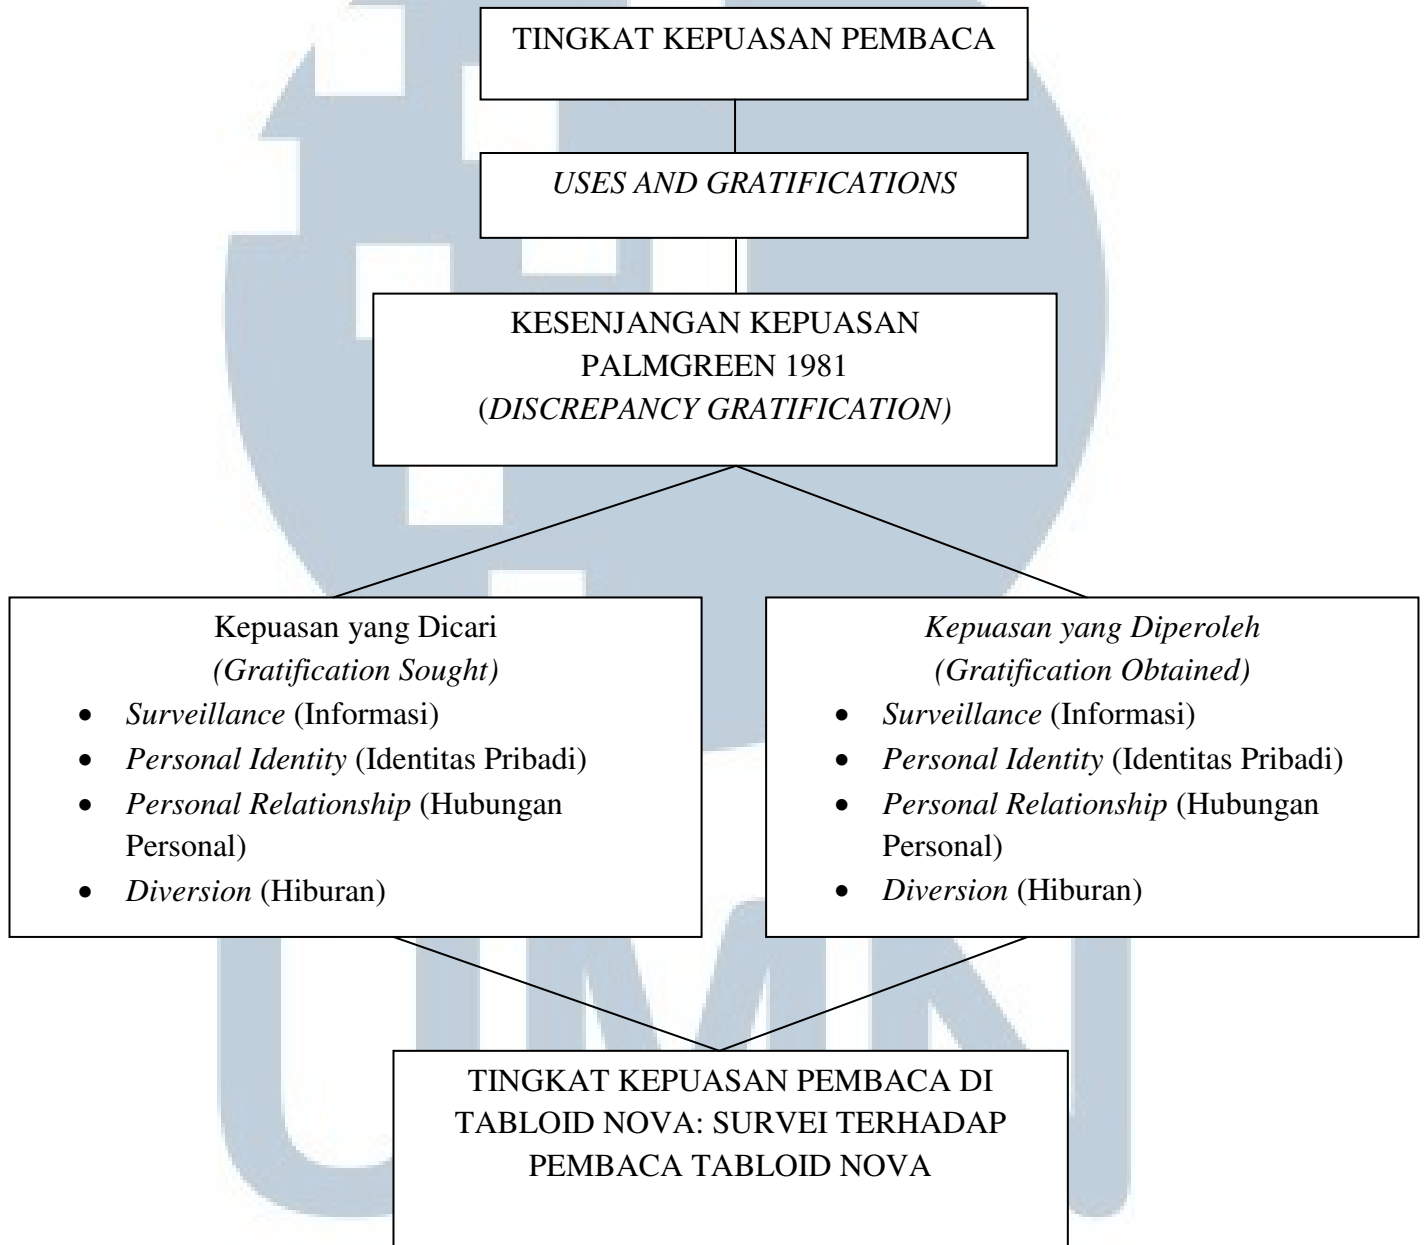 TINGKAT KEPUASAN PEMBACA
USES AND GRATIFICATIONS
KESENJANGAN KEPUASAN
PALMGREEN 1981
(DISCREPANCY GRATIFICATION)
Kepuasan yang Dicari
(Gratification Sought)
• Surveillance (Informasi)
• Personal Identity (Identitas Pribadi)
• Personal Relationship (Hubungan
Personal)
• Diversion (Hiburan)
Kepuasan yang Diperoleh
(Gratification Obtained)
• Surveillance (Informasi)
• Personal Identity (Identitas Pribadi)
• Personal Relationship (Hubungan
Personal)
• Diversion (Hiburan)
UMN
TINGKAT KEPUASAN PEMBACA DI
TABLOID NOVA: SURVEI TERHADAP
PEMBACA TABLOID NOVA